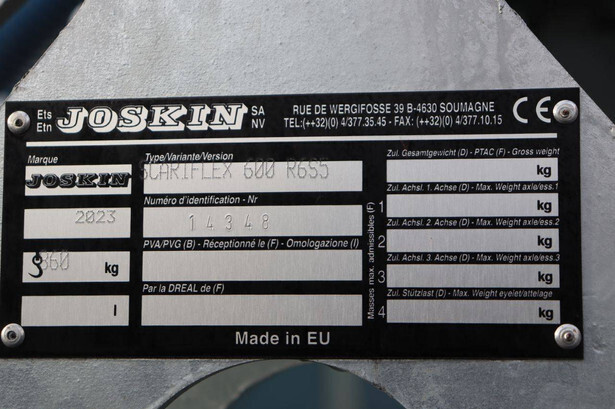 Ets
Etn
JOSKIN
SA
NV
RUE DE WERGIFOSSE 39 B-4630 SOUMAGNE
TEL:(++32)(0) 4/377.35.45 - FAX: (++32)(0) 4/377.10.15
CE
Marque
JOSKIN
2023
860 kg
l
Type/Variante/Version
SCARIFLEX 600 R6S5
Numéro d'identification - Nr
14348
PVA/PVG (B) - Réceptionné le (F) - Omologazione (I)
Par la DREAL de (F)
Masses max. admissibles (F)
Zul. Gesamtgewicht (D) - PTAC (F) - Gross weight
kg
Zul. Achsl. 1. Achse (D) - Max. Weight axle/ess.1
1 kg
Zul. Achsl. 2. Achse (D) - Max. Weight axle/ess.2
2 kg
Zul. Achsl. 3. Achse (D) - Max. Weight axle/ess.3
3 kg
Zul. Stützlast (D) - Max. Weight eyelet/attelage
4 kg
Made in EU